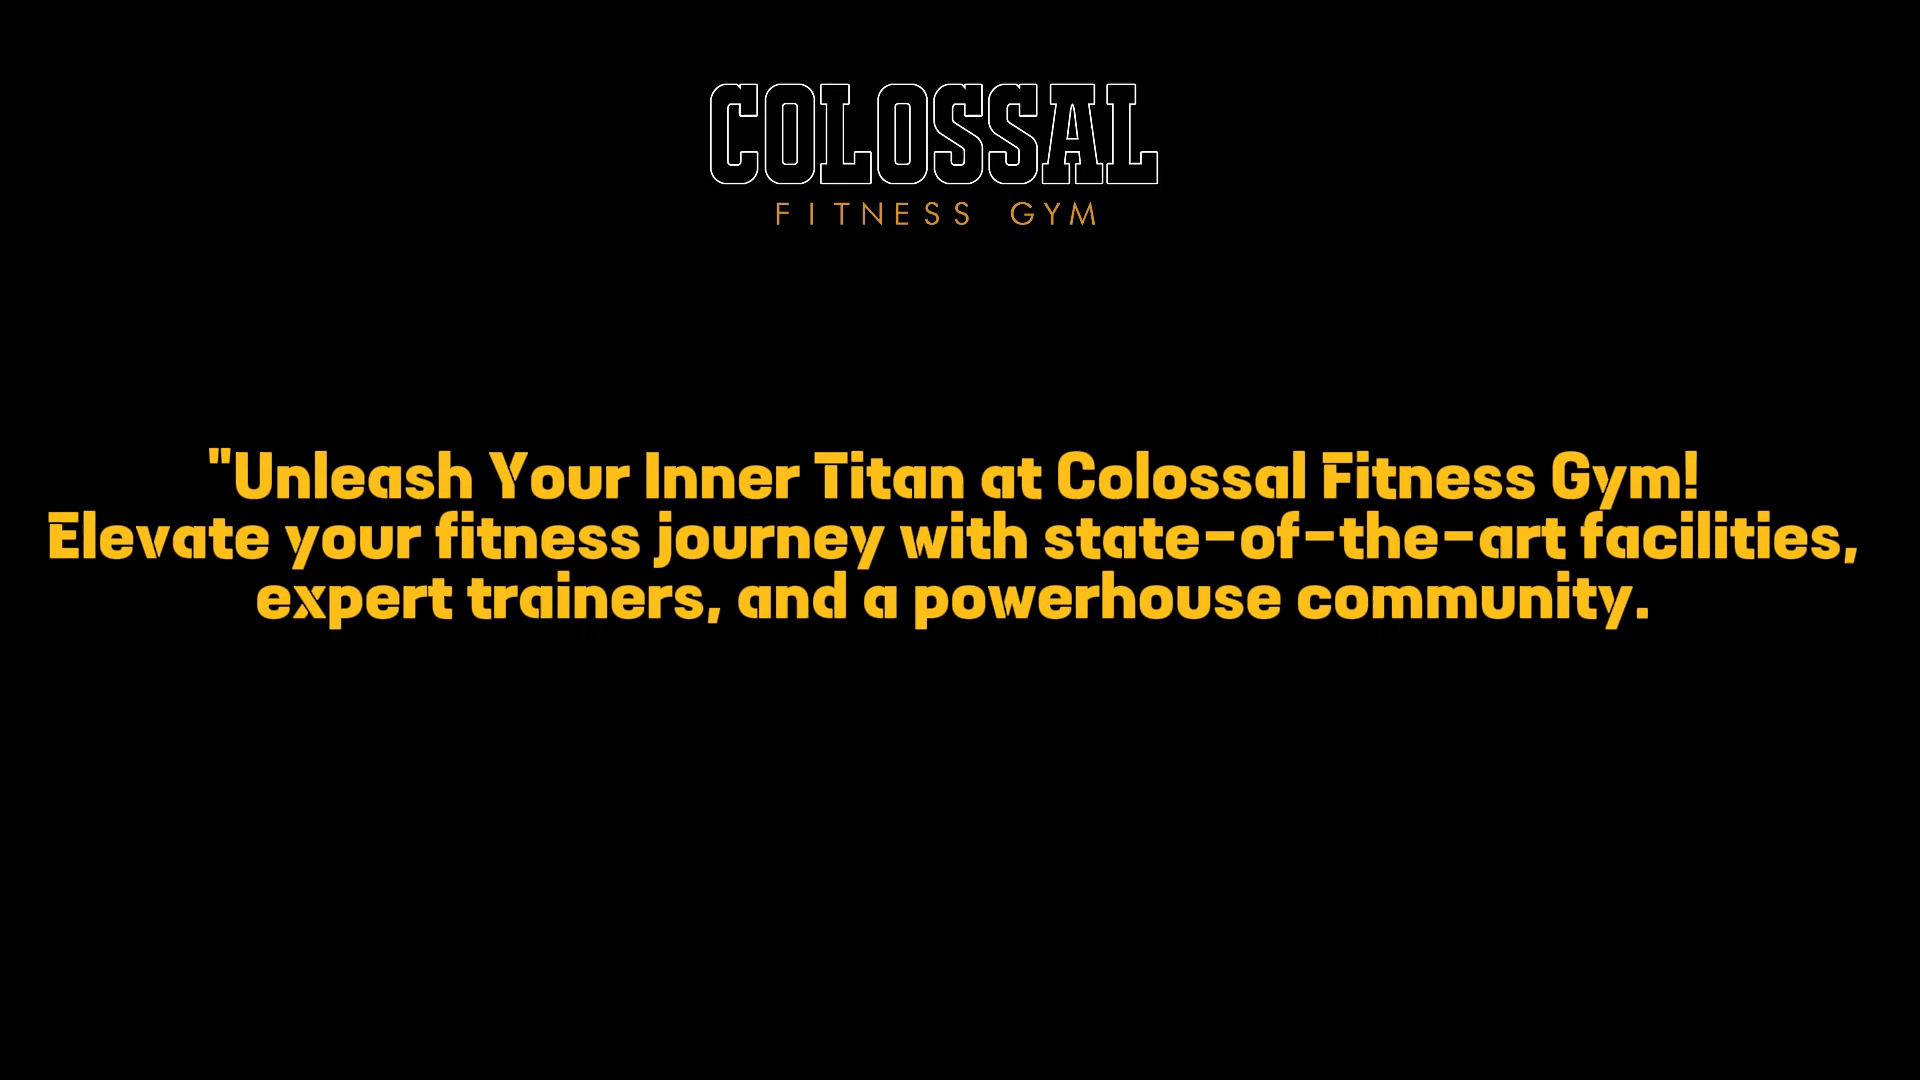 COLOSSAL
FITNESS GYM
"Unleash Your Inner Titan at Colossal Fitness Gym!
Elevate your fitness journey with state-of-the-art facilities,
expert trainers, and a powerhouse community.